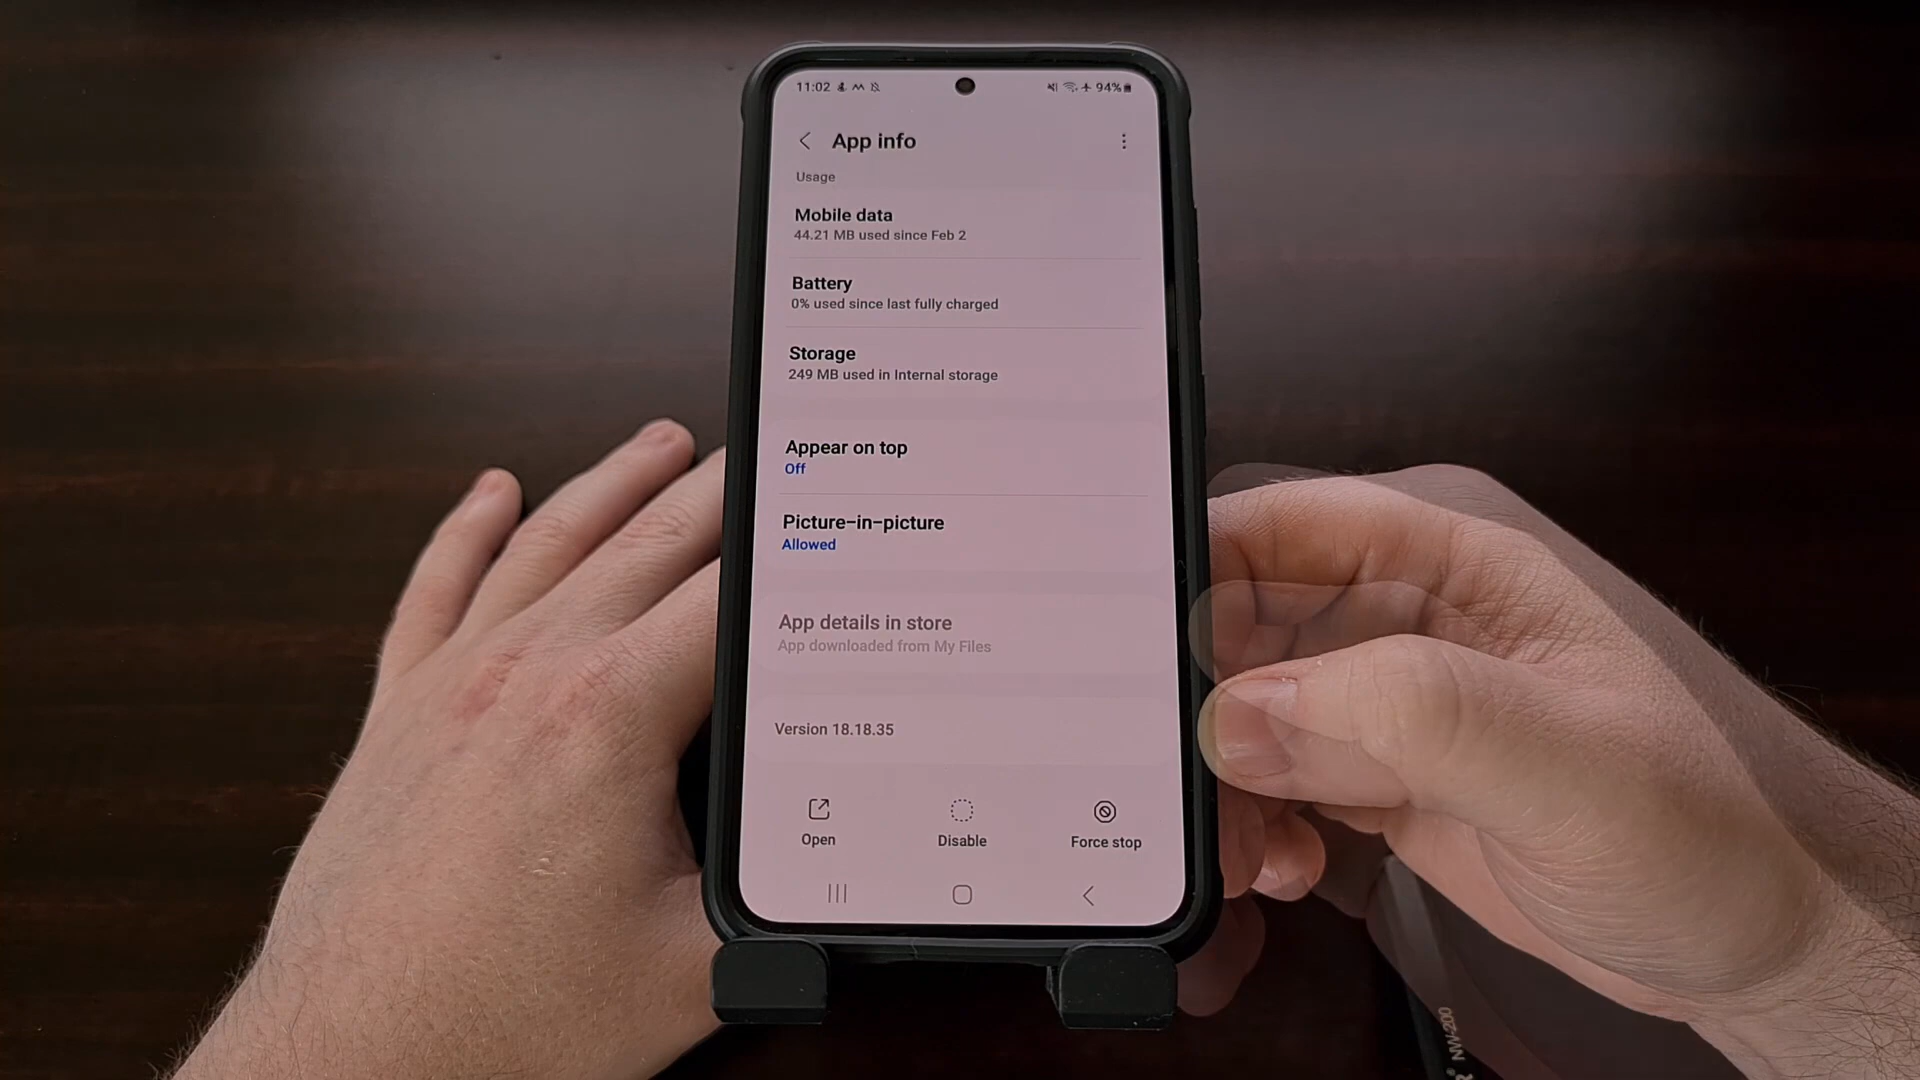 11:02
94%
App info
Usage
Mobile data
44.21 MB used since Feb 2
Battery
0% used since last fully charged
Storage
249 MB used in Internal storage
Appear on top
Off
Picture-in-picture
Allowed
App details in store
App downloaded from My Files
Version 18.18.35
Open
Disable
Force stop
NW-200